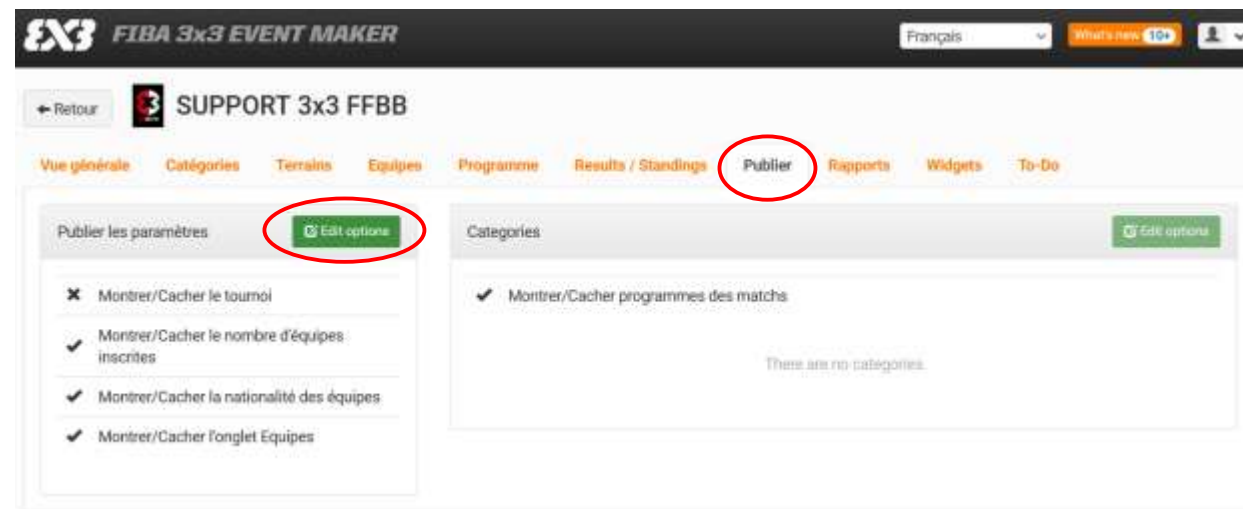 3X3 FIBA 3x3 EVENT MAKER
Français
What's new 10+
Retour
SUPPORT 3x3 FFBB
Vue générale Catégories Terrains Equipes Programme Results / Standings Publier Rapports Widgets To-Do
Publier les paramètres
Edit options
Categories
Edit options
Montrer/Cacher le tournoi
Montrer/Cacher programmes des matchs
Montrer/Cacher le nombre d'équipes
inscrites
There are no categories.
Montrer/Cacher la nationalité des équipes
Montrer/Cacher l'onglet Equipes